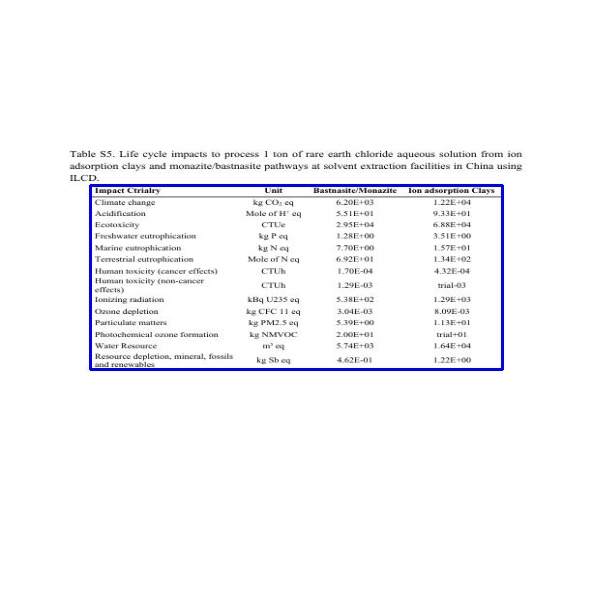 Table S5. Life cycle impacts to process 1 ton of rare earth chloride aqueous solution from ion
adsorption clays and monazite/bastnasite pathways at solvent extraction facilities in China using
ILCD.
Impact Ctrialry Unit Bastnasite/Monazite Ion adsorption Clays
Climate change kg CO₂ eq 6.20E+03 1.22E+04
Acidification Mole of H⁺ eq 5.51E+01 9.33E+01
Ecotoxicity CTUe 2.95E+04 6.88E+04
Freshwater eutrophication kg P eq 1.28E+00 3.51E+00
Marine eutrophication kg N eq 7.70E+00 1.57E+01
Terrestrial eutrophication Mole of N eq 6.92E+01 1.34E+02
Human toxicity (cancer effects) CTUh 1.70E-04 4.32E-04
Human toxicity (non-cancer
effects) CTUh 1.29E-03 trial-03
Ionizing radiation kBq U235 eq 5.38E+02 1.29E+03
Ozone depletion kg CFC 11 eq 3.04E-03 8.09E-03
Particulate matters kg PM2.5 eq 5.39E+00 1.13E+01
Photochemical ozone formation kg NMVOC 2.00E+01 trial+01
Water Resource m³ eq 5.74E+03 1.64E+04
Resource depletion, mineral, fossils
and renewables kg Sb eq 4.62E-01 1.22E+00